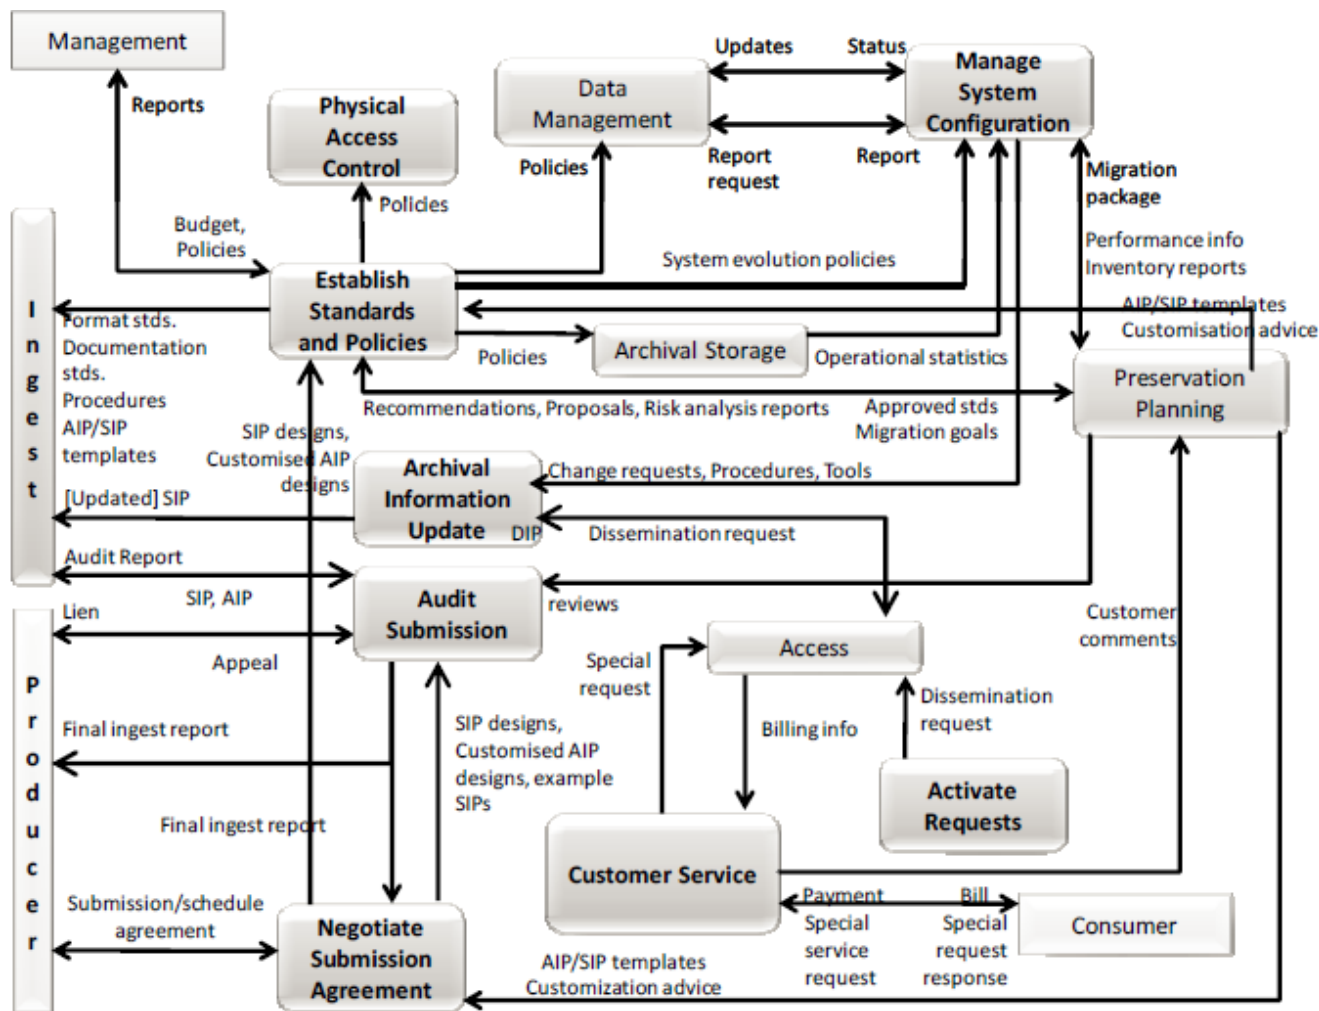 Management
Reports
Physical
Access
Control
Policies
Budget,
Policies
Updates
Status
Data
Management
Manage
System
Configuration
Policies
Report
request
Report
Migration
package
Performance info
Inventory reports
System evolution policies
Establish
Standards
and Policies
AIP/SIP templates
Customisation advice
Ingest
Format stds.
Documentation
stds.
Procedures
AIP/SIP
templates
Policies
Archival Storage
Operational statistics
Preservation
Planning
Recommendations, Proposals, Risk analysis reports
Approved stds
Migration goals
SIP designs,
Customised AIP
designs
Archival
Information
Update
Change requests, Procedures, Tools
[Updated] SIP
DIP
Dissemination request
Audit Report
SIP, AIP
Audit
Submission
reviews
Customer
comments
Lien
Appeal
Producer
Special
request
Access
Dissemination
request
Final ingest report
SIP designs,
Customised AIP
designs, example
SIPs
Billing info
Activate
Requests
Final ingest report
Customer Service
Payment
Special
service
request
Bill
Special
request
response
Consumer
Submission/schedule
agreement
Negotiate
Submission
Agreement
AIP/SIP templates
Customization advice